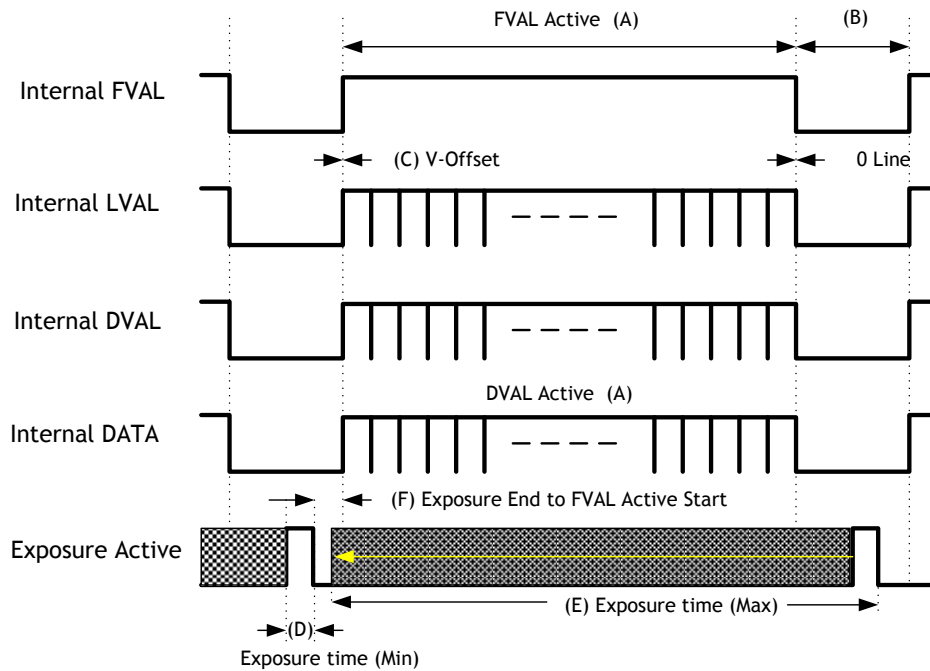 FVAL Active (A)
(B)
Internal FVAL
(C) V-Offset
0 Line
Internal LVAL
Internal DVAL
DVAL Active (A)
Internal DATA
(F) Exposure End to FVAL Active Start
Exposure Active
(E) Exposure time (Max)
(D)
Exposure time (Min)